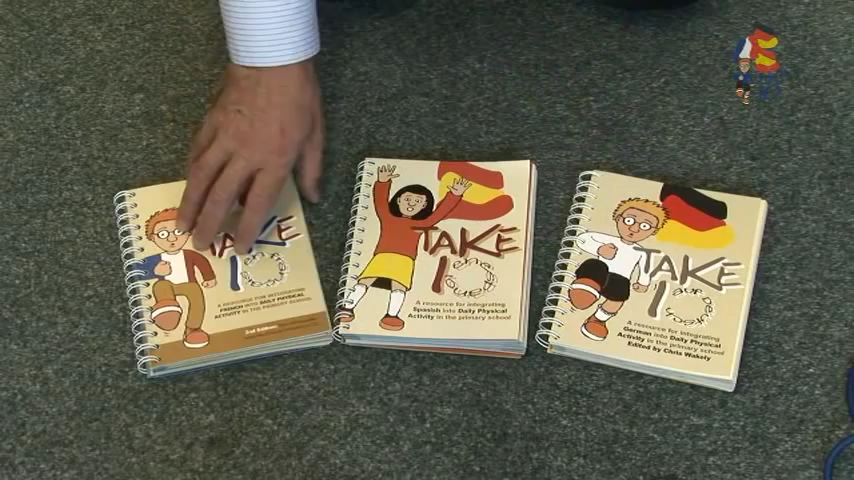 TAKE
10
A RESOURCE FOR INTEGRATING
FRENCH INTO DAILY PHYSICAL
ACTIVITY IN THE PRIMARY SCHOOL
2nd Edition
TAKE
10
A resource for integrating
Spanish into Daily Physical
Activity in the primary school
TAKE
10
A resource for integrating
German into Daily Physical
Activity in the primary school
Edited by Chris Wakely